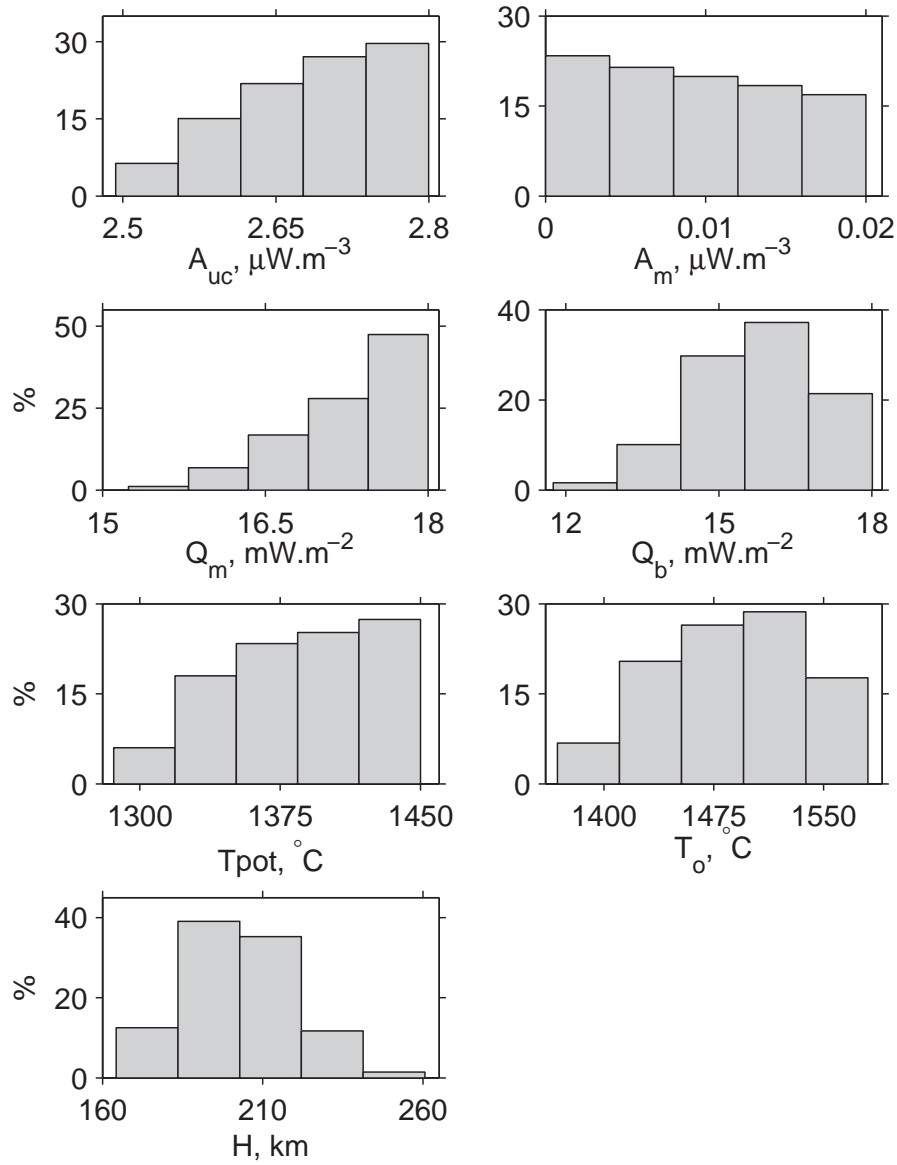 30
15
0
2.5 2.65 2.8
A_uc, μW.m⁻³
30
15
0
0 0.01 0.02
A_m, μW.m⁻³
%
50
25
0
15 16.5 18
Q_m, mW.m⁻²
40
20
0
12 15 18
Q_b, mW.m⁻²
%
30
15
0
1300 1375 1450
Tpot, °C
30
15
0
1400 1475 1550
T_o, °C
%
40
20
0
160 210 260
H, km